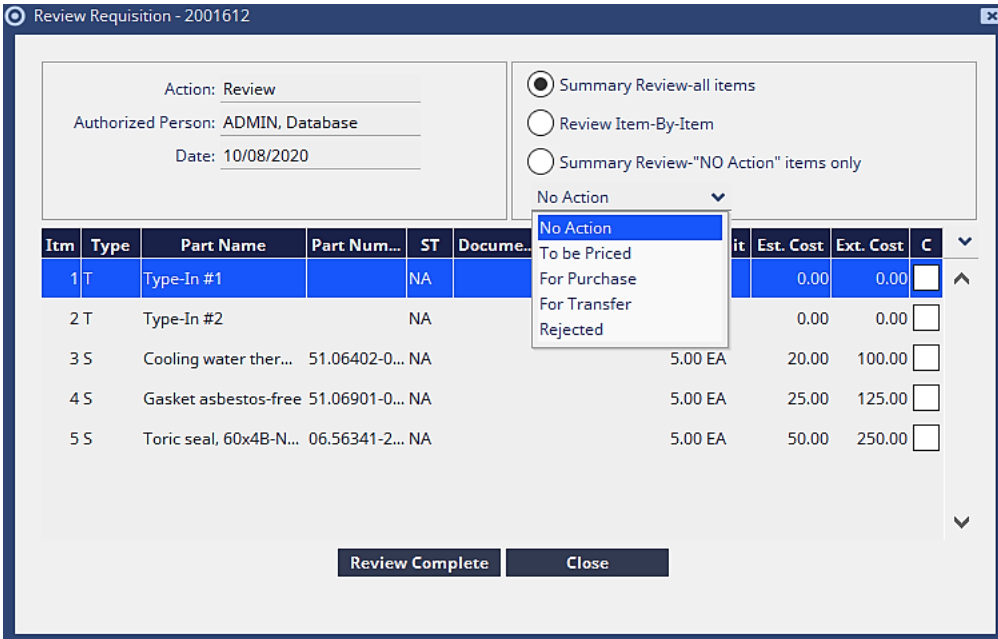 Review Requisition - 2001612
Action: Review
Authorized Person: ADMIN, Database
Date: 10/08/2020
Summary Review-all items
Review Item-By-Item
Summary Review-"NO Action" items only
No Action
No Action
To be Priced
For Purchase
For Transfer
Rejected
Itm Type Part Name Part Num... ST Docume.. it Est. Cost Ext. Cost C
1 T Type-In #1 NA 0.00 0.00
2 T Type-In #2 NA 0.00 0.00
3 S Cooling water ther... 51.06402-0... NA 5.00 EA 20.00 100.00
4 S Gasket asbestos-free 51.06901-0... NA 5.00 EA 25.00 125.00
5 S Toric seal, 60x4B-N... 06.56341-2... NA 5.00 EA 50.00 250.00
Review Complete Close